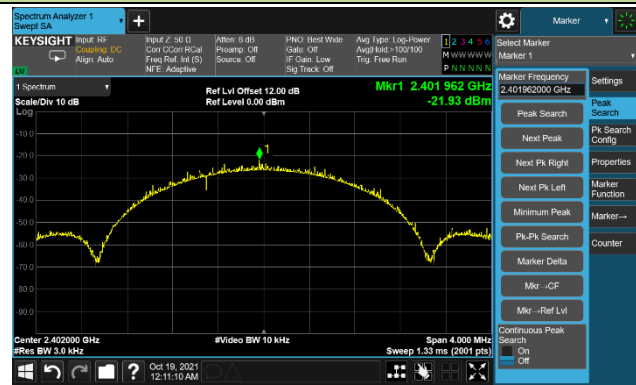 Spectrum Analyzer 1
Swept SA
+
Marker
KEYSIGHT
Input: RF
Coupling: DC
Align: Auto
Input Z: 50 Ω
Corr CCorr RCal
Freq Ref: Int (S)
NFE: Adaptive
Atten: 6 dB
Preamp: Off
Source: Off
PNO: Best Wide
Gate: Off
IF Gain: Low
Sig Track: Off
Avg Type: Log-Power
Avg|Hold:>100/100
Trig: Free Run
1 2 3 4 5 6
M W W W W W
P N N N N N
LXI
Select Marker
Marker 1
1 Spectrum
Scale/Div 10 dB
Log
Ref Lvl Offset 12.00 dB
Ref Level 0.00 dBm
Mkr1 2.401 962 GHz
-21.93 dBm
1
-10.0
-20.0
-30.0
-40.0
-50.0
-60.0
-70.0
-80.0
-90.0
Center 2.402000 GHz
#Res BW 3.0 kHz
#Video BW 10 kHz
Span 4.000 MHz
Sweep 1.33 ms (2001 pts)
Marker Frequency
2.401962000 GHz
Peak Search
Next Peak
Next Pk Right
Next Pk Left
Minimum Peak
Pk-Pk Search
Marker Delta
Mkr→CF
Mkr→Ref Lvl
Continuous Peak
Search
On
Off
Settings
Peak
Search
Pk Search
Config
Properties
Marker
Function
Marker→
Counter
?
Oct 19, 2021
12:11:10 AM